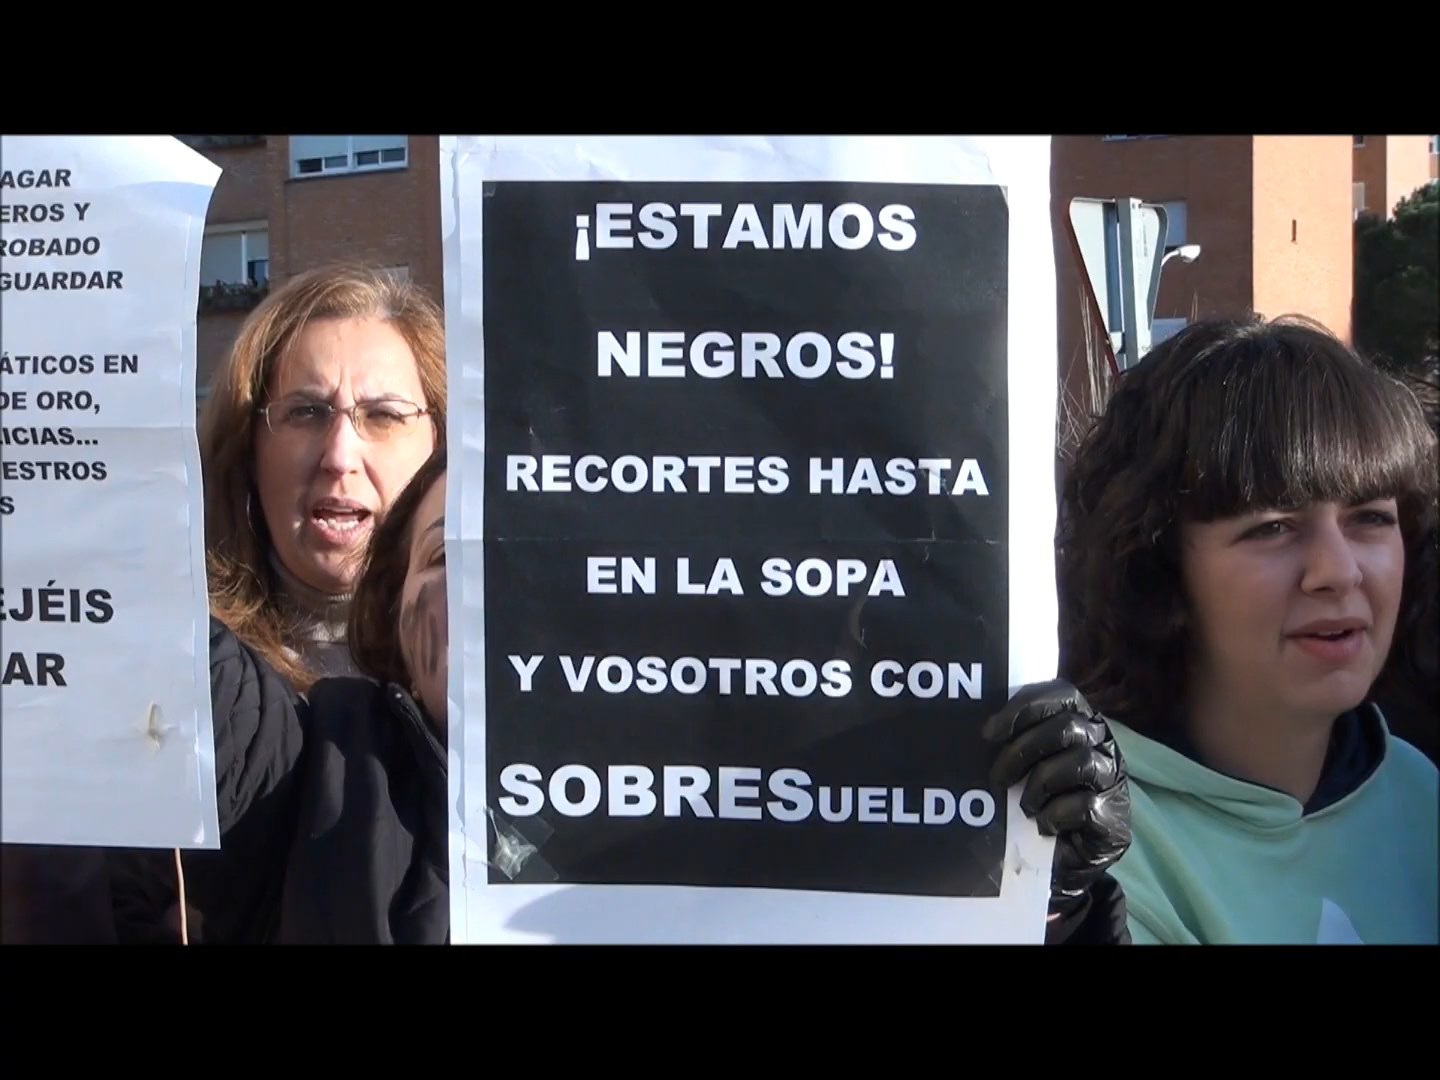 AGAR
EROS Y
ROBADO
GUARDAR
ÁTICOS EN
DE ORO,
ICIAS...
ESTROS
S
EJÉIS
AR
¡ESTAMOS
NEGROS!
RECORTES HASTA
EN LA SOPA
Y VOSOTROS CON
SOBRESUELDO